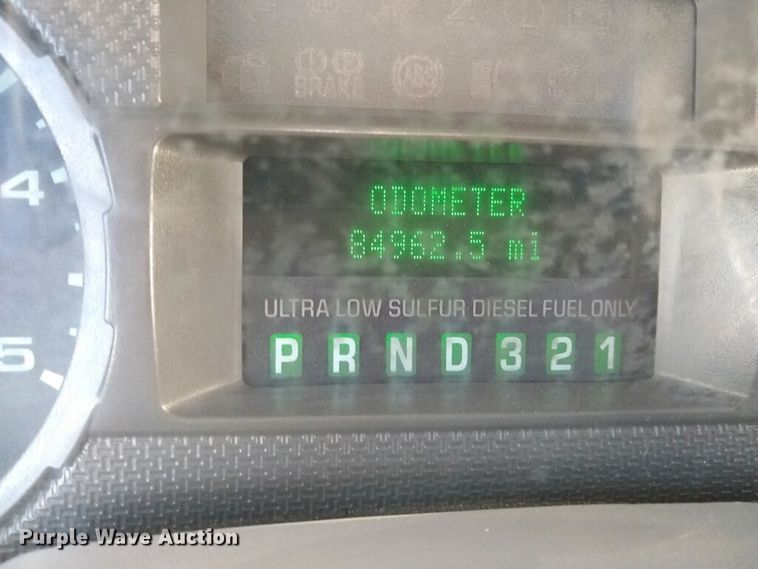 BRAKE
ABS
4
ODOMETER
84962.5 mi
ULTRA LOW SULFUR DIESEL FUEL ONLY
P R N D 3 2 1
5
Purple Wave Auction